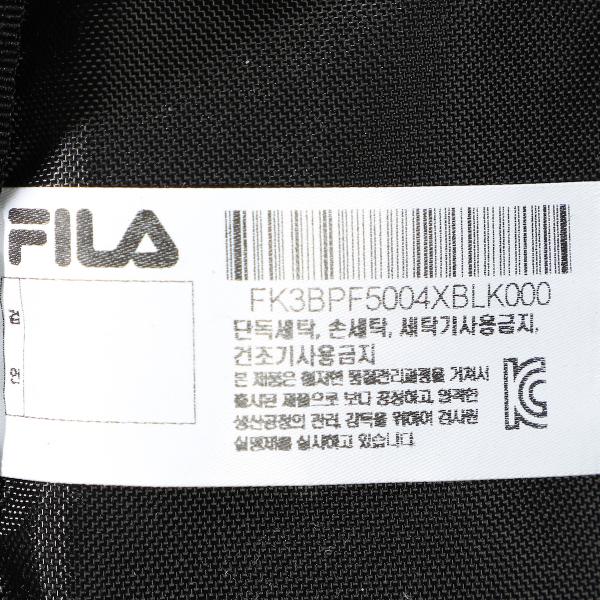 FILA
FK3BPF5004XBLK000
단독세탁, 손세탁, 세탁기사용금지,
건조기사용금지
본 제품은 철저한 품질관리과정을 거쳐서
출시된 제품으로 보다 공정하고, 엄격한
생산공정의 관리, 감독을 위하여 검사원
실명제를 실시하고 있습니다.
검
인